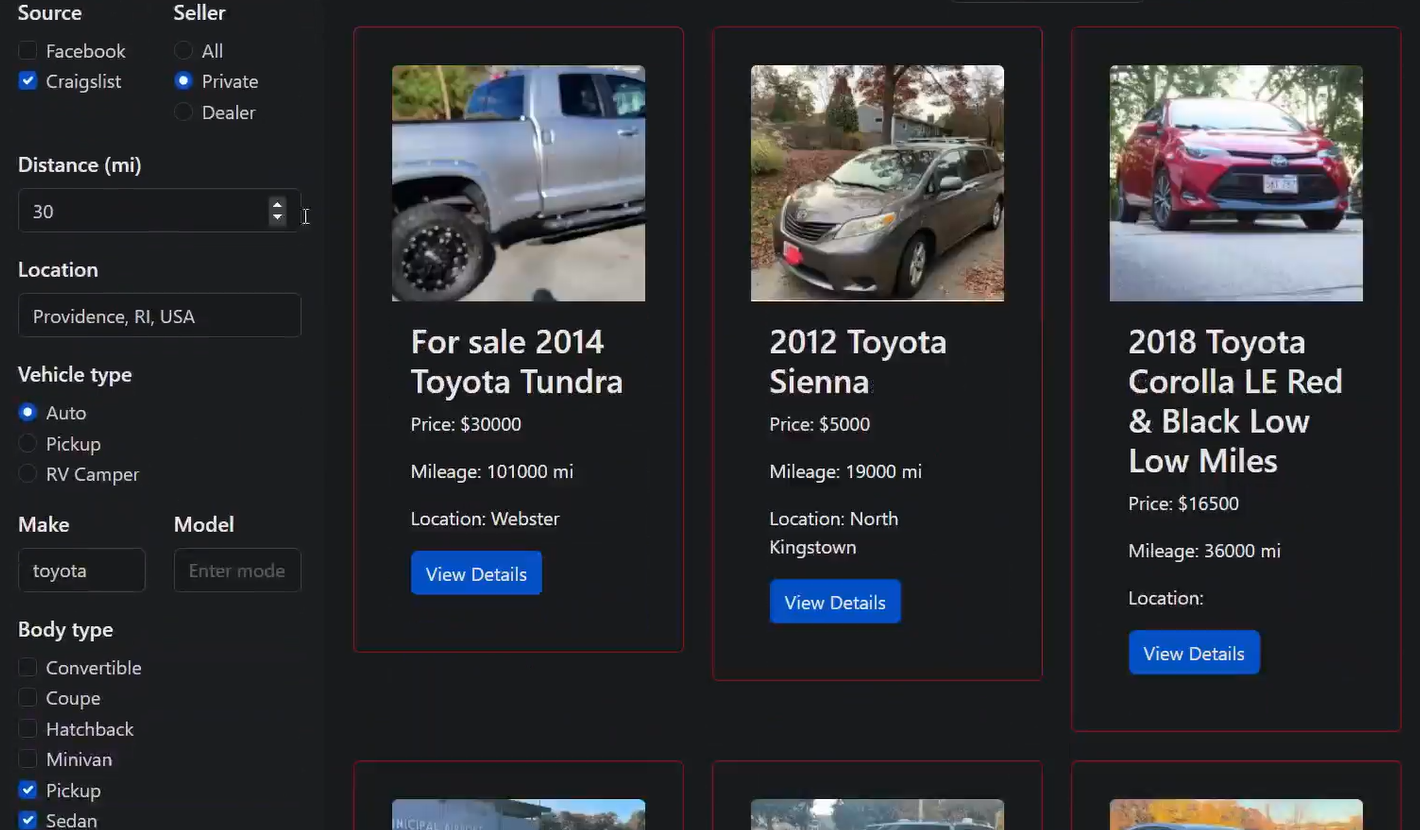 Source
Seller
Facebook
All
Craigslist
Private
Dealer
Distance (mi)
30
Location
Providence, RI, USA
Vehicle type
Auto
Pickup
RV Camper
Make
Model
toyota
Enter mode
Body type
Convertible
Coupe
Hatchback
Minivan
Pickup
Sedan
For sale 2014
Toyota Tundra
Price: $30000
Mileage: 101000 mi
Location: Webster
View Details
2012 Toyota
Sienna
Price: $5000
Mileage: 19000 mi
Location: North
Kingstown
View Details
2018 Toyota
Corolla LE Red
& Black Low
Low Miles
Price: $16500
Mileage: 36000 mi
Location:
View Details